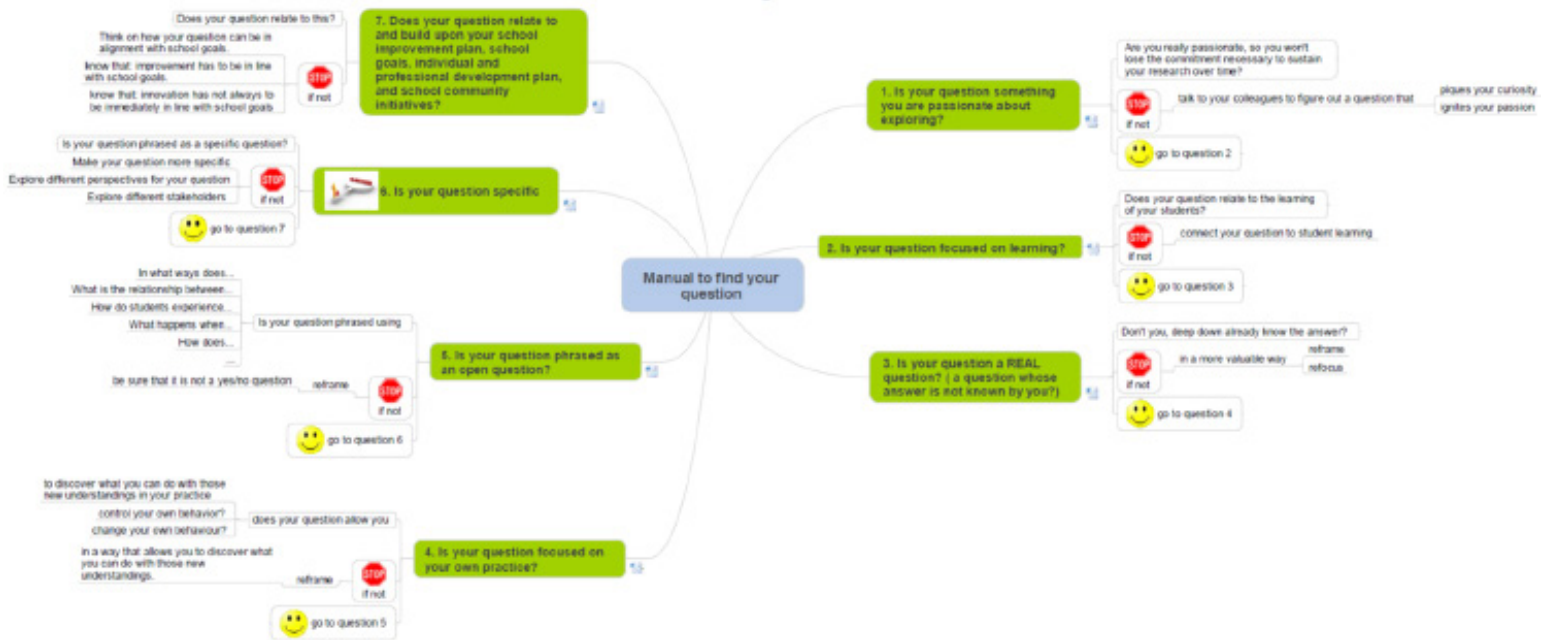 Manual to find your
question
1. Is your question something
you are passionate about
exploring?
Are you really passionate, so you won't
lose the commitment necessary to sustain
your research over time?
STOP
if not
talk to your colleagues to figure out a question that
piques your curiosity
ignites your passion
go to question 2
2. Is your question focused on learning?
Does your question relate to the learning
of your students?
STOP
if not
connect your question to student learning
go to question 3
3. Is your question a REAL
question? ( a question whose
answer is not known by you?)
Don't you, deep down already know the answer?
STOP
if not
in a more valuable way
reframe
refocus
go to question 4
4. Is your question focused on
your own practice?
does your question allow you
to discover what you can do with those
new understandings in your practice
control your own behavior?
change your own behaviour?
STOP
if not
reframe
in a way that allows you to discover what
you can do with those new
understandings.
go to question 5
5. Is your question phrased as
an open question?
Is your question phrased using
In what ways does...
What is the relationship between...
How do students experience...
What happens when...
How does...
...
STOP
if not
reframe
be sure that it is not a yes/no question
go to question 6
6. Is your question specific
Is your question phrased as a specific question?
STOP
if not
Make your question more specific
Explore different perspectives for your question
Explore different stakeholders
go to question 7
7. Does your question relate to
and build upon your school
improvement plan, school
goals, individual and
professional development plan,
and school community
initiatives?
Does your question relate to this?
STOP
if not
Think on how your question can be in
alignment with school goals.
know that: improvement has to be in line
with school goals.
know that: innovation has not always to
be immediately in line with school goals